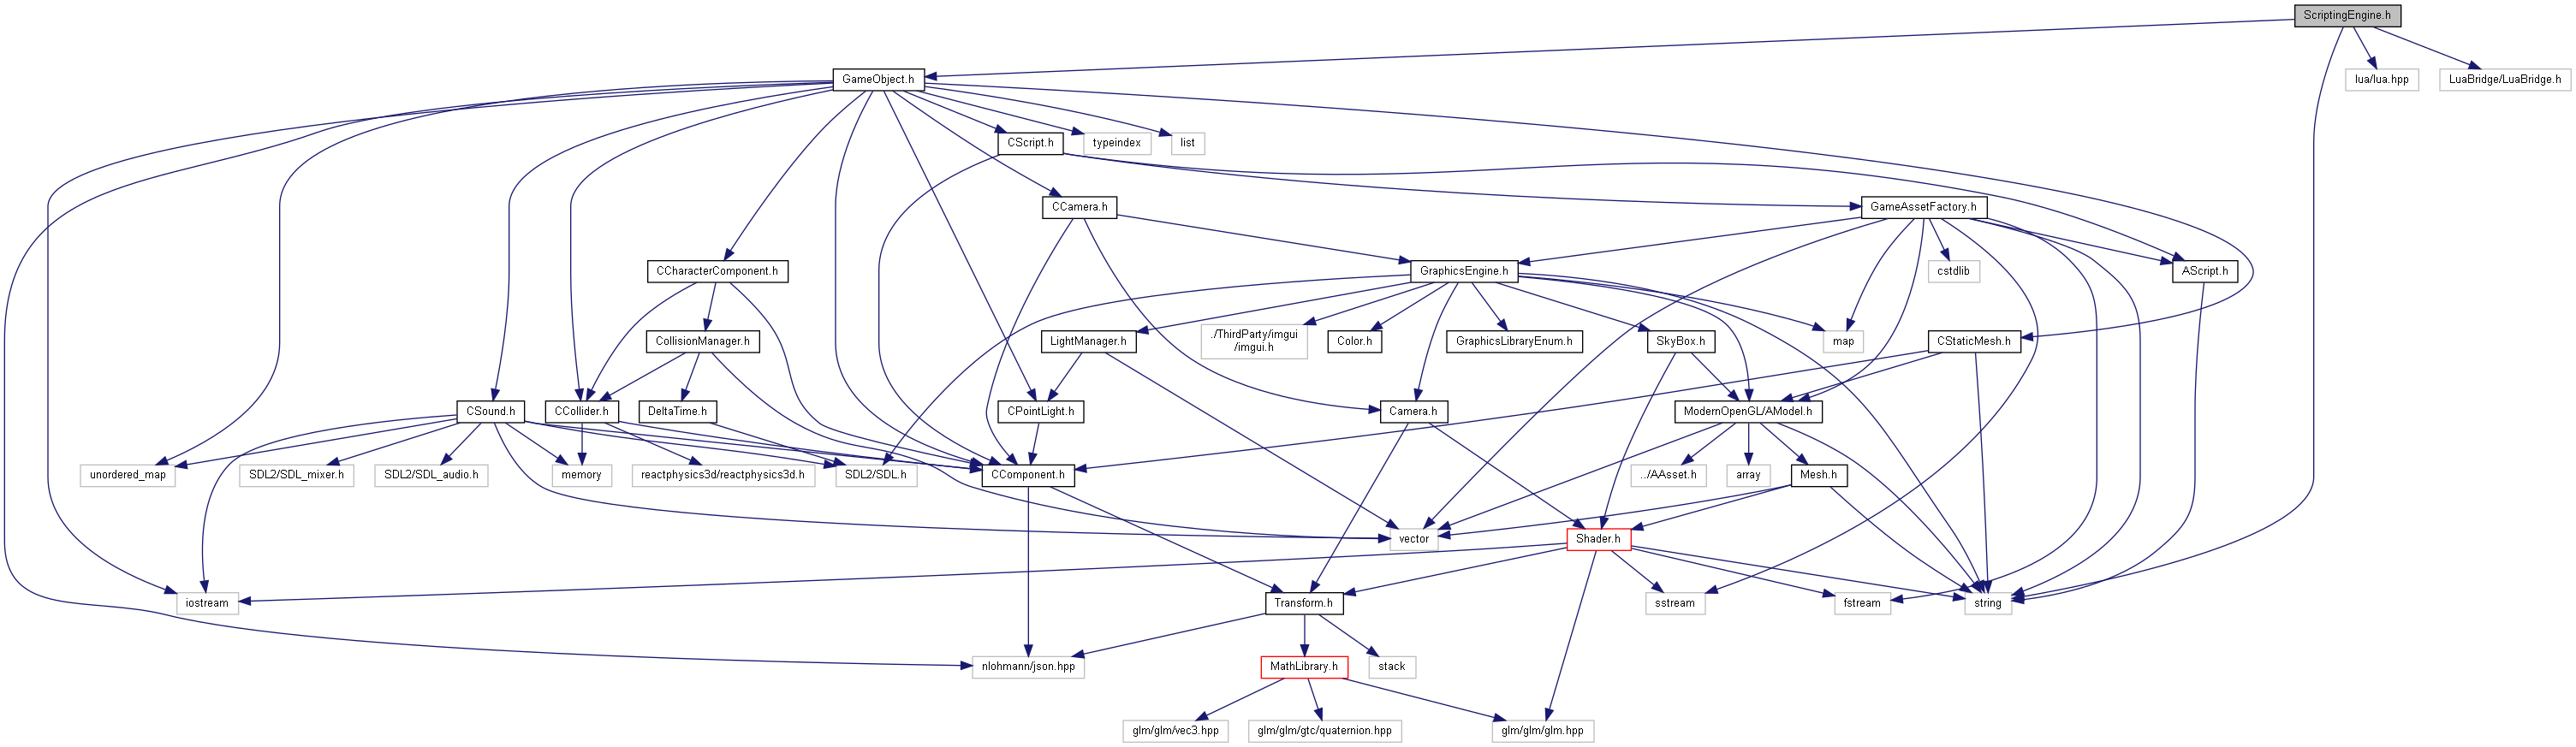 ScriptingEngine.h
GameObject.h
lua/lua.hpp
LuaBridge/LuaBridge.h
CScript.h
typeindex
list
CCamera.h
GameAssetFactory.h
CCharacterComponent.h
GraphicsEngine.h
cstdlib
AScript.h
CollisionManager.h
LightManager.h
./ThirdParty/imgui
/imgui.h
Color.h
GraphicsLibraryEnum.h
SkyBox.h
map
CStaticMesh.h
CSound.h
CCollider.h
DeltaTime.h
CPointLight.h
Camera.h
ModernOpenGL/AModel.h
unordered_map
SDL2/SDL_mixer.h
SDL2/SDL_audio.h
memory
reactphysics3d/reactphysics3d.h
SDL2/SDL.h
CComponent.h
../AAsset.h
array
Mesh.h
vector
Shader.h
iostream
Transform.h
sstream
fstream
string
nlohmann/json.hpp
MathLibrary.h
stack
glm/glm/vec3.hpp
glm/glm/gtc/quaternion.hpp
glm/glm/glm.hpp